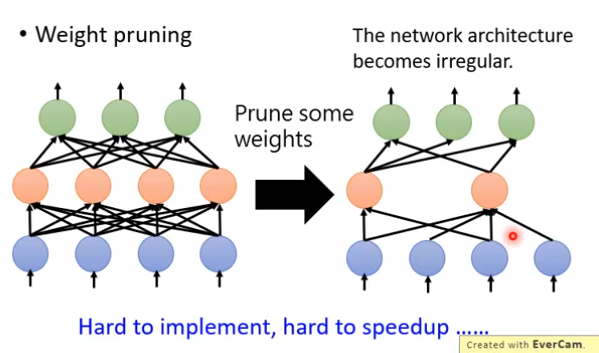 • Weight pruning
The network architecture
becomes irregular.
Prune some
weights
Hard to implement, hard to speedup ......
Created with EverCam.